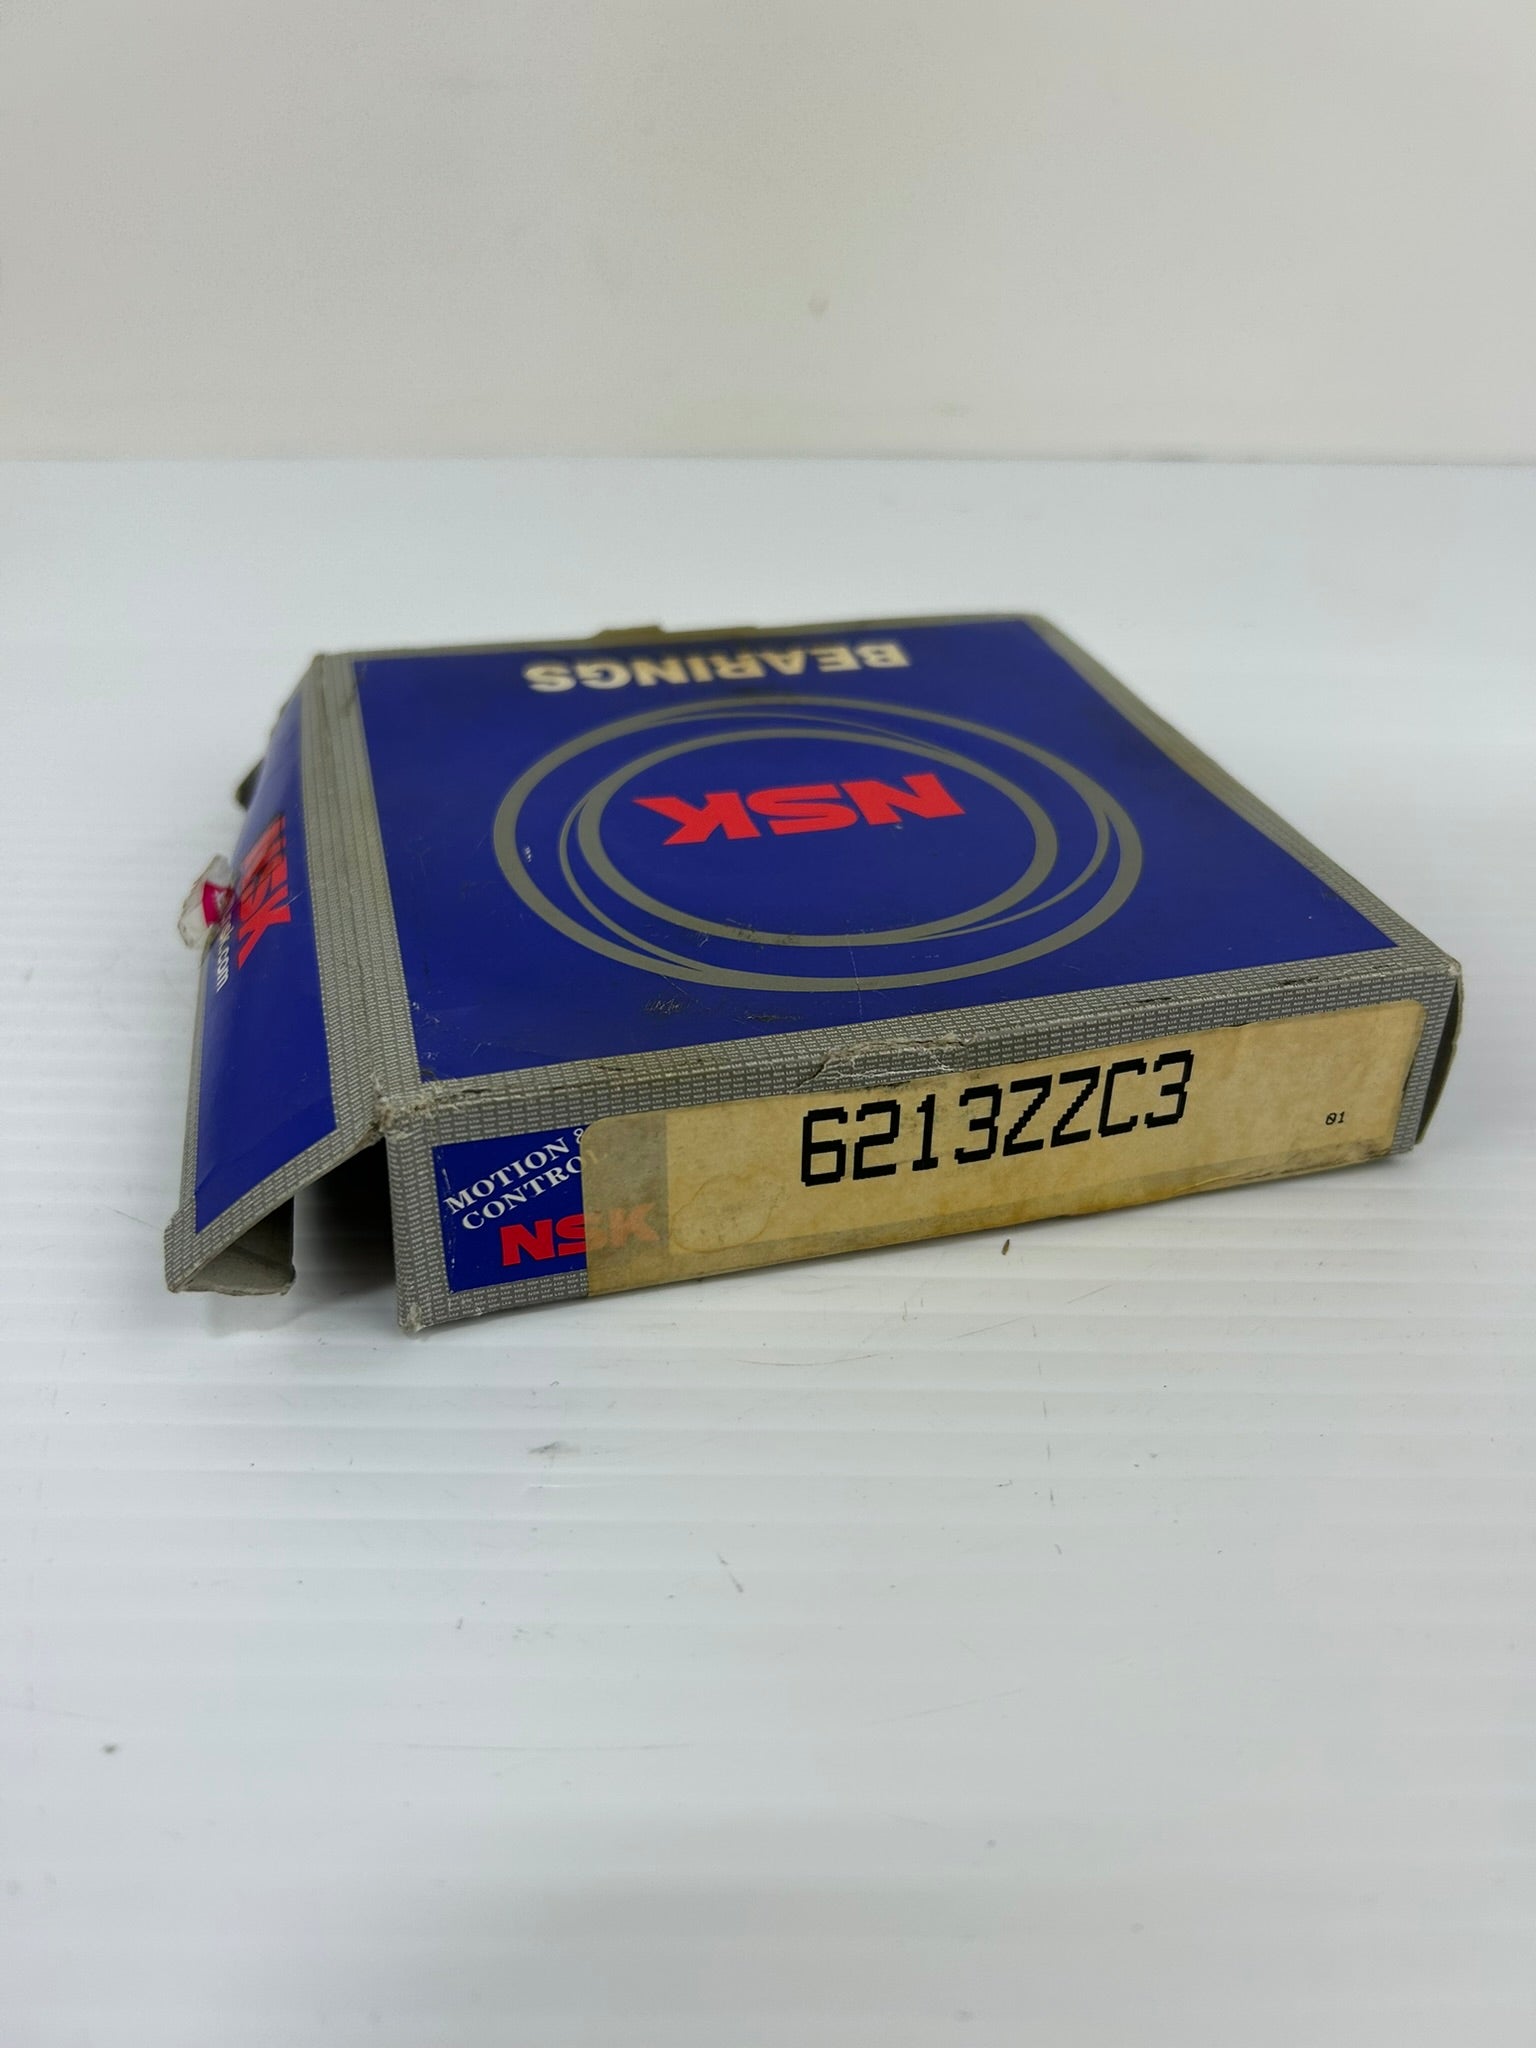 BEARINGS
NSK
NSK
6213ZZC3
01
MOTION &
CONTROL
NSK